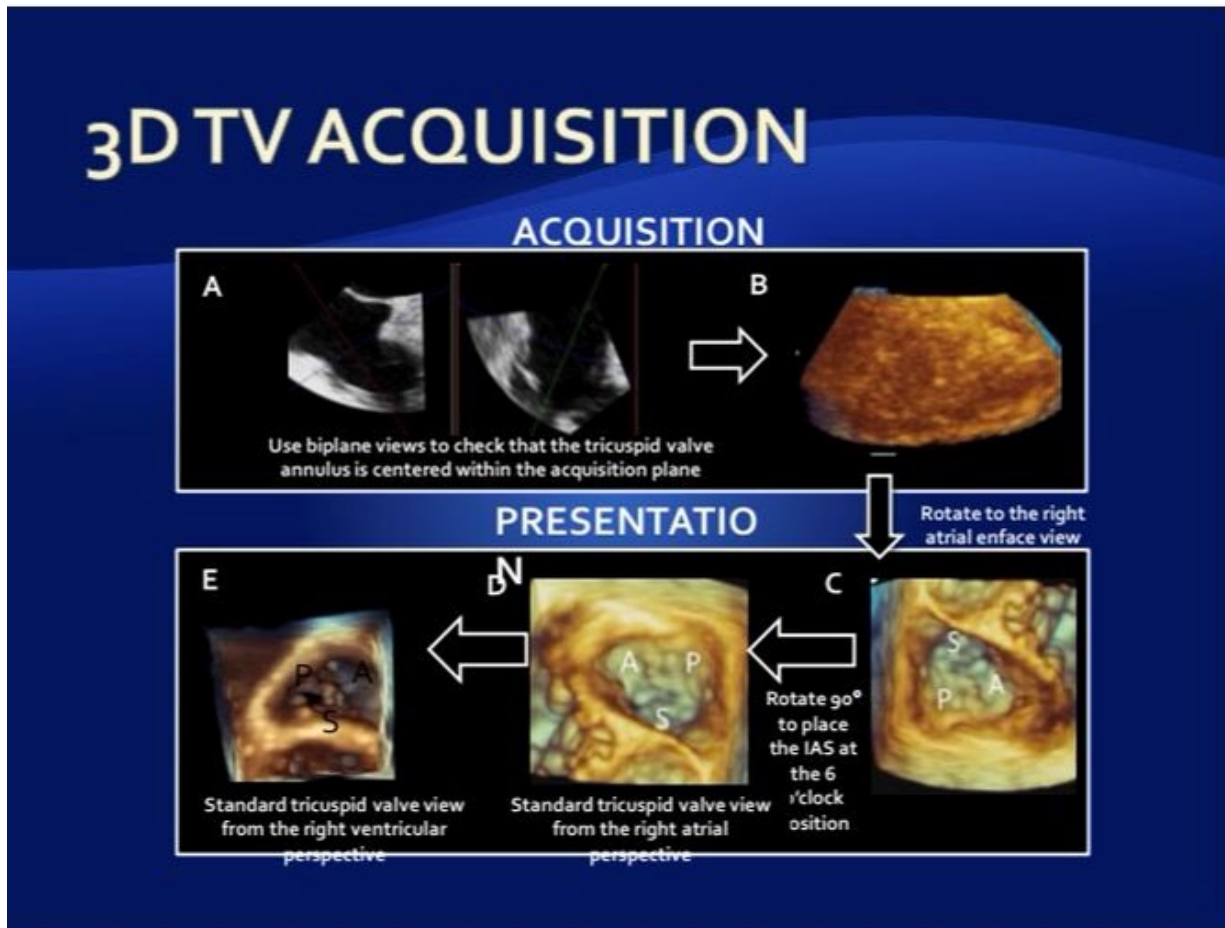 3D TV ACQUISITION
ACQUISITION
A
B
Use biplane views to check that the tricuspid valve
annulus is centered within the acquisition plane
PRESENTATIO
N
Rotate to the right
atrial enface view
E
D
C
P
A
S
A
P
S
S
P
A
Rotate 90°
to place
the IAS at
the 6
o'clock
osition
Standard tricuspid valve view
from the right ventricular
perspective
Standard tricuspid valve view
from the right atrial
perspective